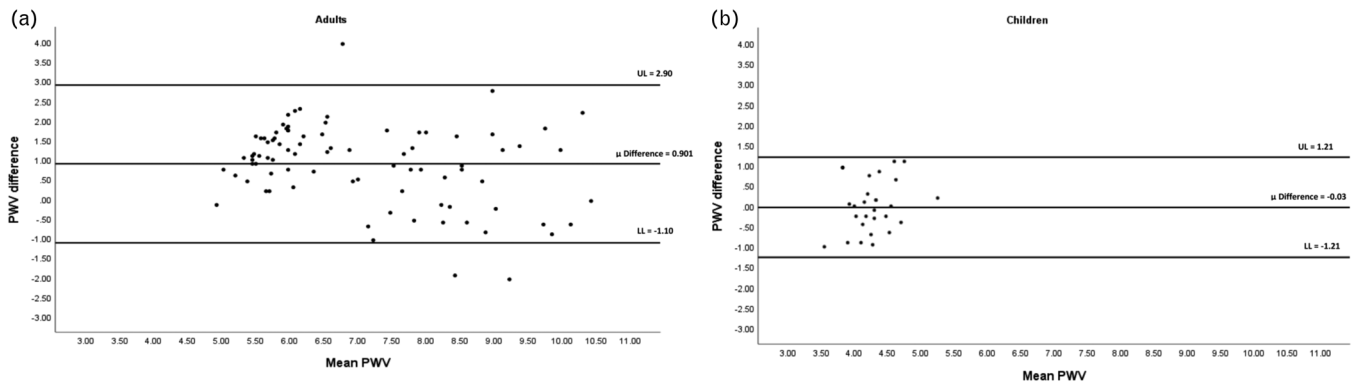 (a)
Adults
4.00
3.50
3.00
2.50
2.00
1.50
1.00
.50
.00
-.50
-1.00
-1.50
-2.00
-2.50
-3.00
PWV difference
UL = 2.90
μ Difference = 0.901
LL = -1.10
3.00 3.50 4.00 4.50 5.00 5.50 6.00 6.50 7.00 7.50 8.00 8.50 9.00 9.50 10.00 10.50 11.00
Mean PWV
(b)
Children
4.00
3.50
3.00
2.50
2.00
1.50
1.00
.50
.00
-.50
-1.00
-1.50
-2.00
-2.50
-3.00
PWV difference
UL = 1.21
μ Difference = -0.03
LL = -1.21
3.00 3.50 4.00 4.50 5.00 5.50 6.00 6.50 7.00 7.50 8.00 8.50 9.00 9.50 10.00 10.50 11.00
Mean PWV